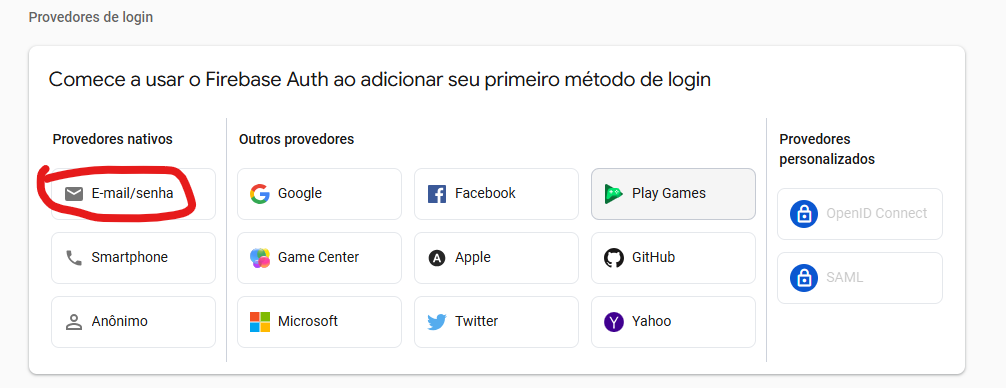 Provedores de login
Comece a usar o Firebase Auth ao adicionar seu primeiro método de login
Provedores nativos
E-mail/senha
Smartphone
Anônimo
Outros provedores
Google
Facebook
Play Games
Game Center
Apple
GitHub
Microsoft
Twitter
Yahoo
Provedores
personalizados
OpenID Connect
SAML